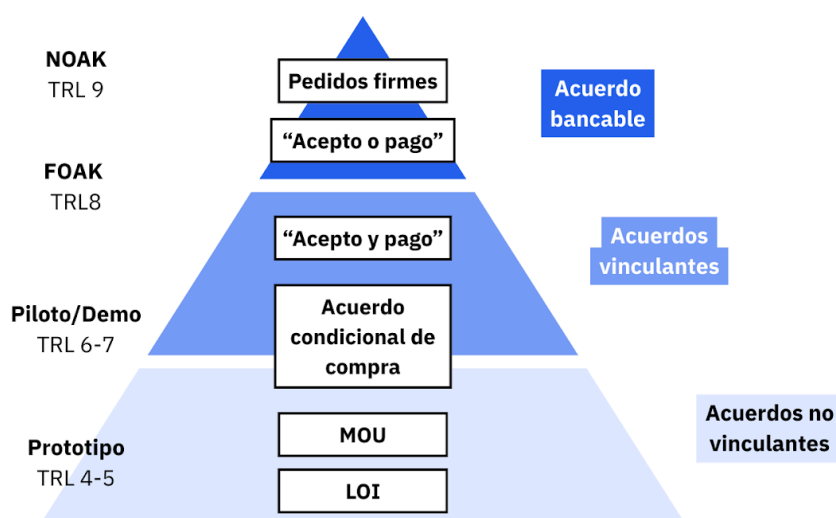 NOAK
TRL 9
Pedidos firmes
Acuerdo
bancable
“Acepto o pago”
FOAK
TRL8
“Acepto y pago”
Acuerdos
vinculantes
Piloto/Demo
TRL 6-7
Acuerdo
condicional de
compra
Acuerdos no
vinculantes
MOU
Prototipo
TRL 4-5
LOI